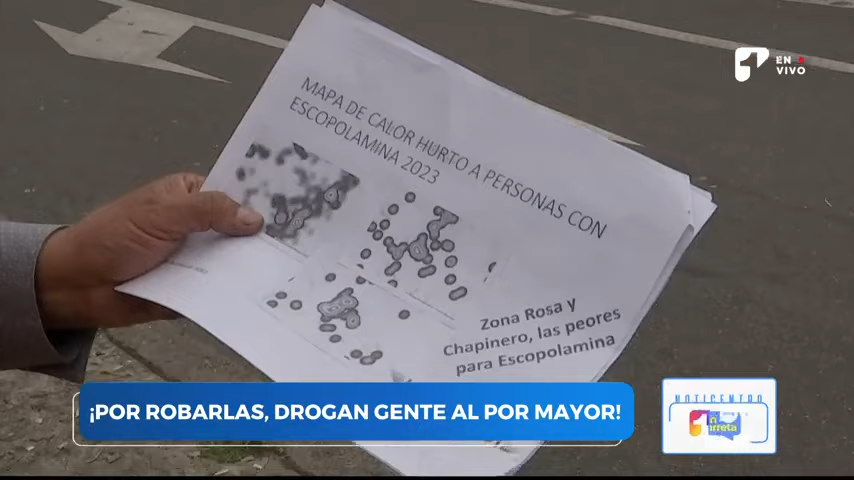 EN
VIVO
MAPA DE CALOR HURTO A PERSONAS CON
ESCOPOLAMINA 2023
Zona Rosa y
Chapinero, las peores
para Escopolamina
¡POR ROBARLAS, DROGAN GENTE AL POR MAYOR!
NOTICENTRO
1